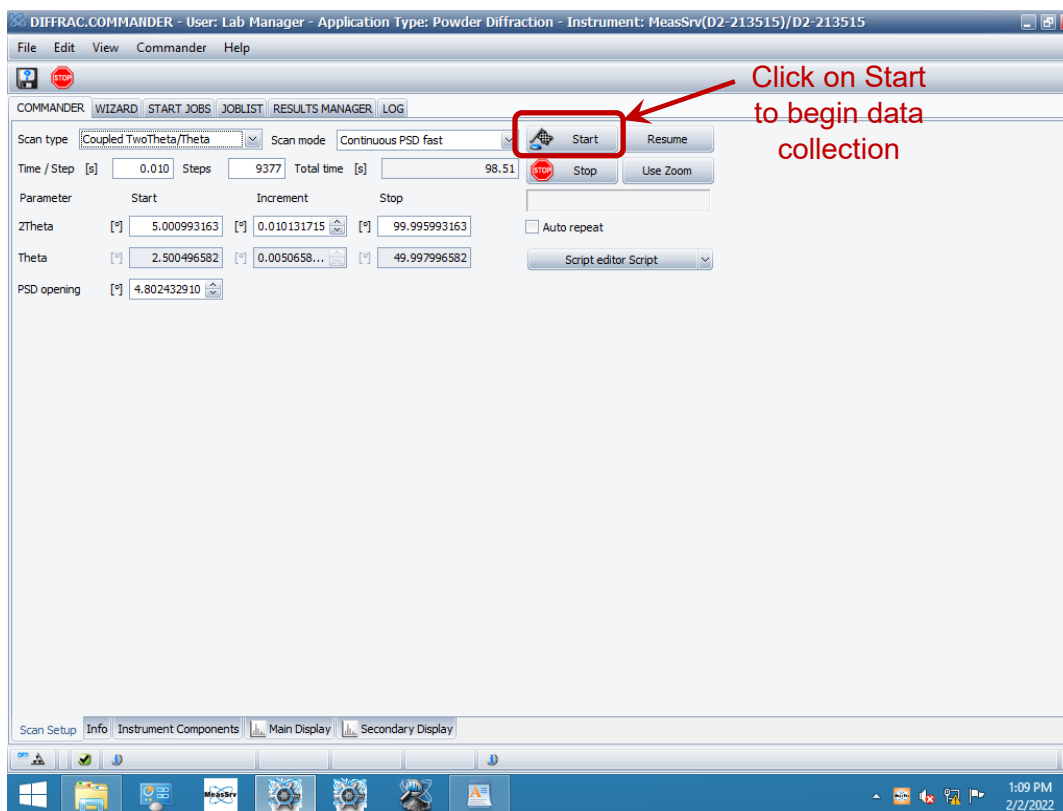 DIFFRAC.COMMANDER - User: Lab Manager - Application Type: Powder Diffraction - Instrument: MeasSrv(D2-213515)/D2-213515
File Edit View Commander Help
STOP
Click on Start
to begin data
collection
COMMANDER WIZARD START JOBS JOBLIST RESULTS MANAGER LOG
Scan type Coupled TwoTheta/Theta Scan mode Continuous PSD fast Start Resume
Time / Step [s] 0.010 Steps 9377 Total time [s] 98.51 STOP Stop Use Zoom
Parameter Start Increment Stop
2Theta [°] 5.000993163 [°] 0.010131715 [°] 99.995993163 Auto repeat
Theta [°] 2.500496582 [°] 0.0050658... [°] 49.997996582 Script editor Script
PSD opening [°] 4.802432910
Scan Setup Info Instrument Components Main Display Secondary Display
OFF
MeasSrv
1:09 PM
2/2/2022